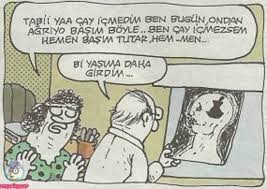 TABİİ YAA ÇAY İÇMEDİM BEN BUGÜN, ONDAN
AĞRIYO BAŞIM BÖYLE.. BEN ÇAY İÇMEZSEM
HEMEN BAŞIM TUTAR, HEM-MEN...
BI YAŞIMA DAHA
GİRDİM...